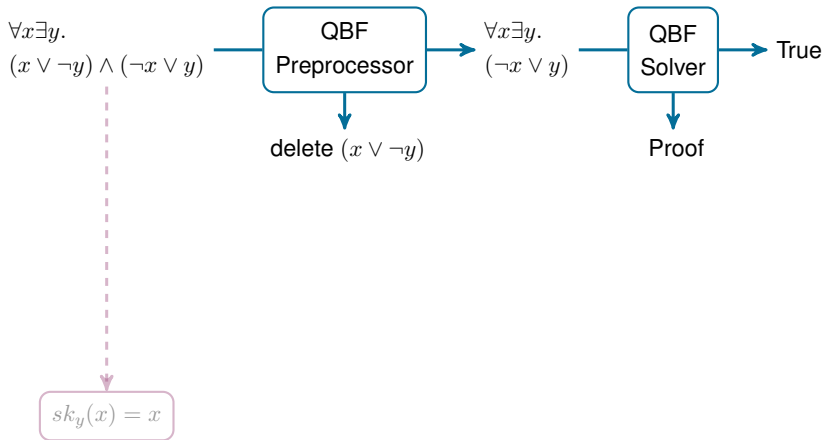 ∀x∃y.
(x ∨ ¬y) ∧ (¬x ∨ y)
QBF
Preprocessor
∀x∃y.
(¬x ∨ y)
QBF
Solver
True
delete (x ∨ ¬y)
Proof
sk_y(x) = x